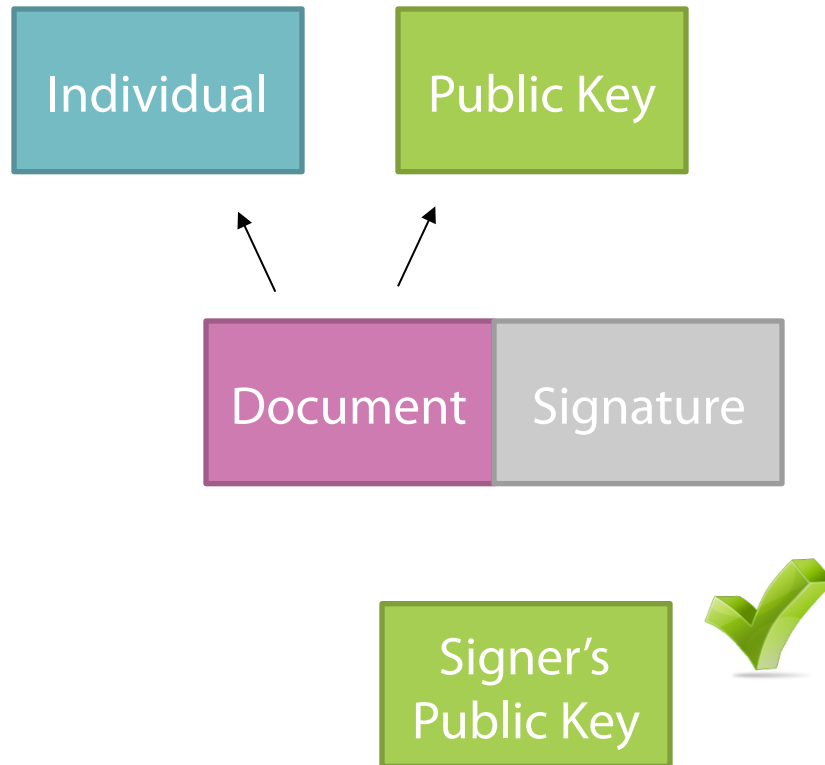 Individual
Public Key
Document
Signature
Signer’s
Public Key